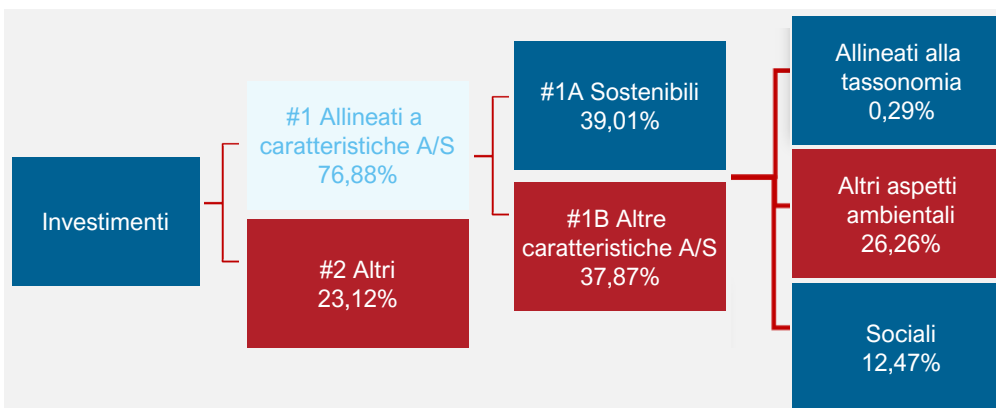 Investimenti
#1 Allineati a
caratteristiche A/S
76,88%
#2 Altri
23,12%
#1A Sostenibili
39,01%
#1B Altre
caratteristiche A/S
37,87%
Allineati alla
tassonomia
0,29%
Altri aspetti
ambientali
26,26%
Sociali
12,47%